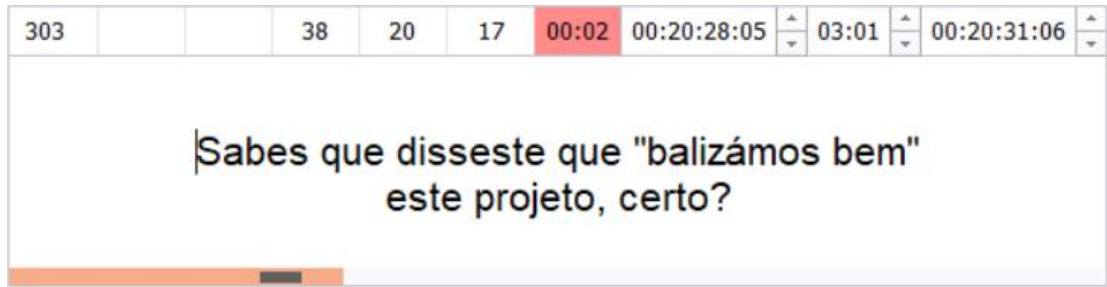 303 38 20 17 00:02 00:20:28:05 03:01 00:20:31:06
Sabes que disseste que "balizámos bem"
este projeto, certo?